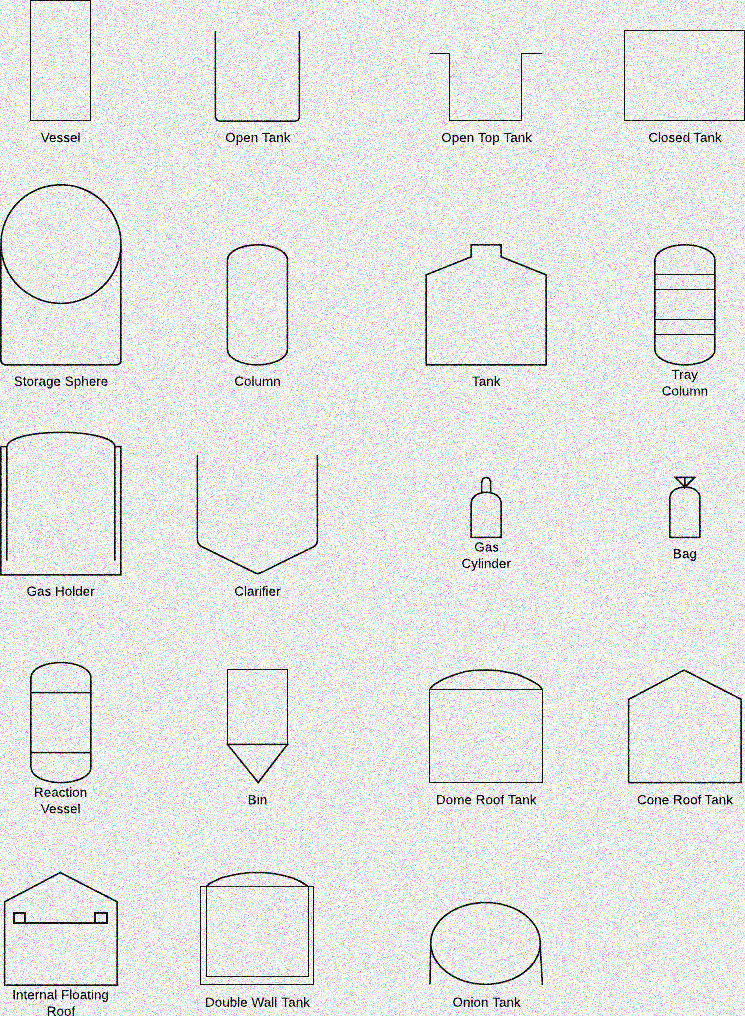 Vessel
Open Tank
Open Top Tank
Closed Tank
Storage Sphere
Column
Tank
Tray
Column
Gas Holder
Clarifier
Gas
Cylinder
Bag
Reaction
Vessel
Bin
Dome Roof Tank
Cone Roof Tank
Internal Floating
Roof
Double Wall Tank
Onion Tank